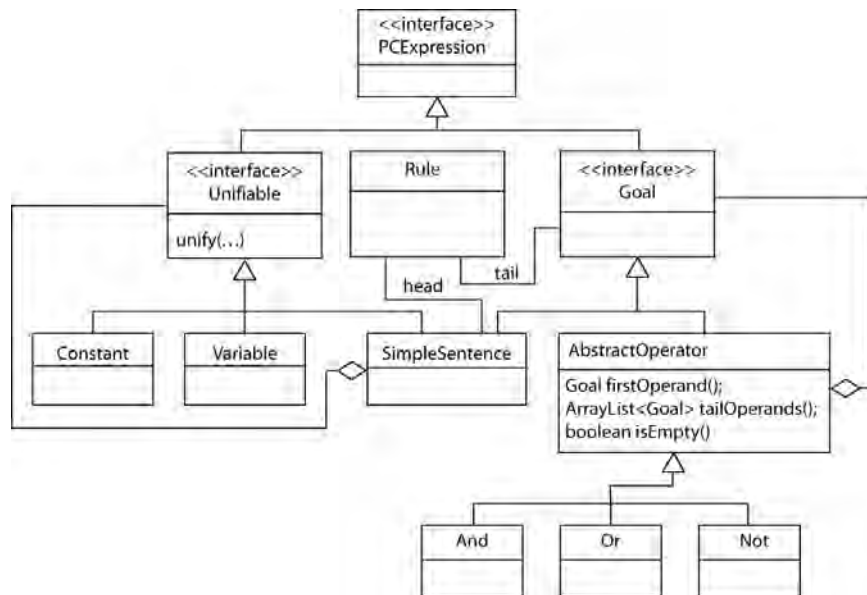 <<interface>>
PCExpression
<<interface>>
Unifiable
unify(...)
Rule
<<interface>>
Goal
head
tail
Constant
Variable
SimpleSentence
AbstractOperator
Goal firstOperand();
ArrayList<Goal> tailOperands();
boolean isEmpty()
And
Or
Not